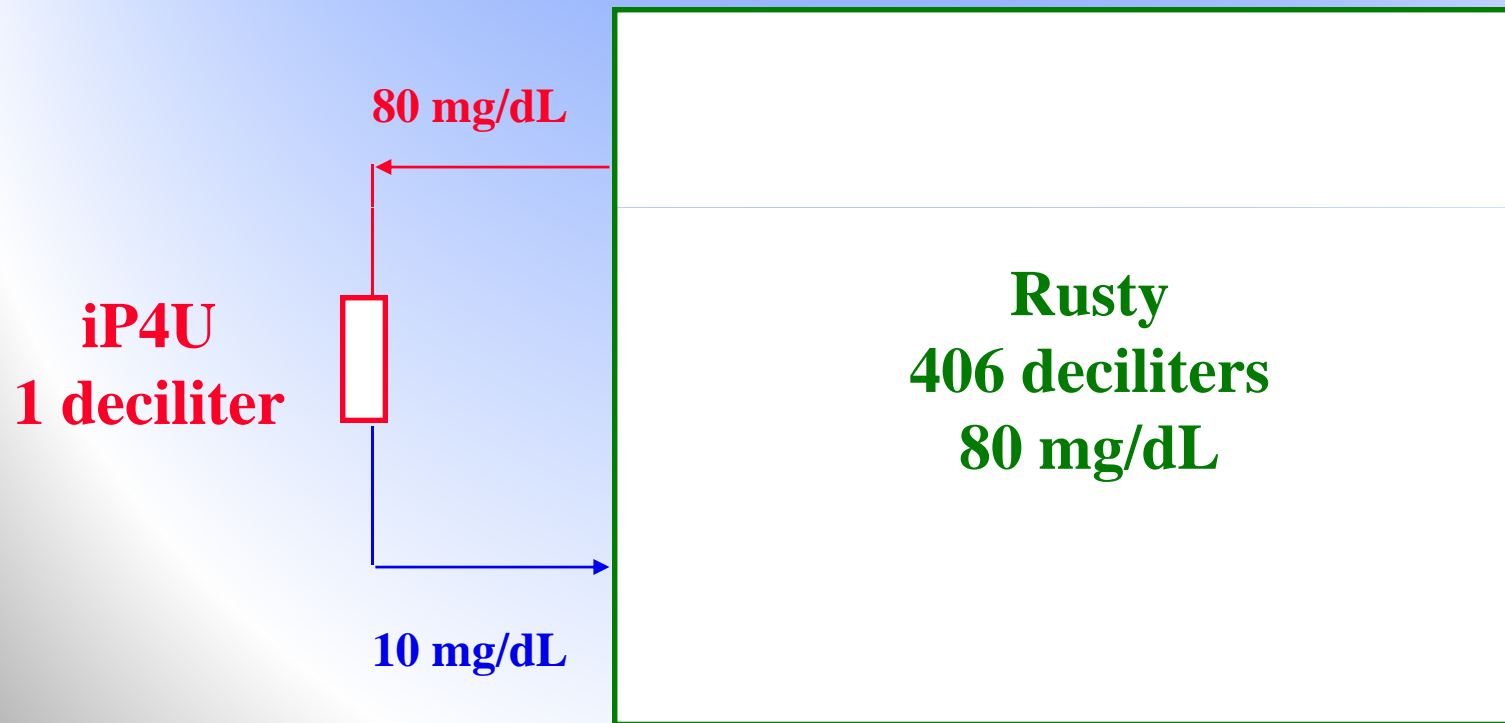 80 mg/dL
iP4U
1 deciliter
Rusty
406 deciliters
80 mg/dL
10 mg/dL